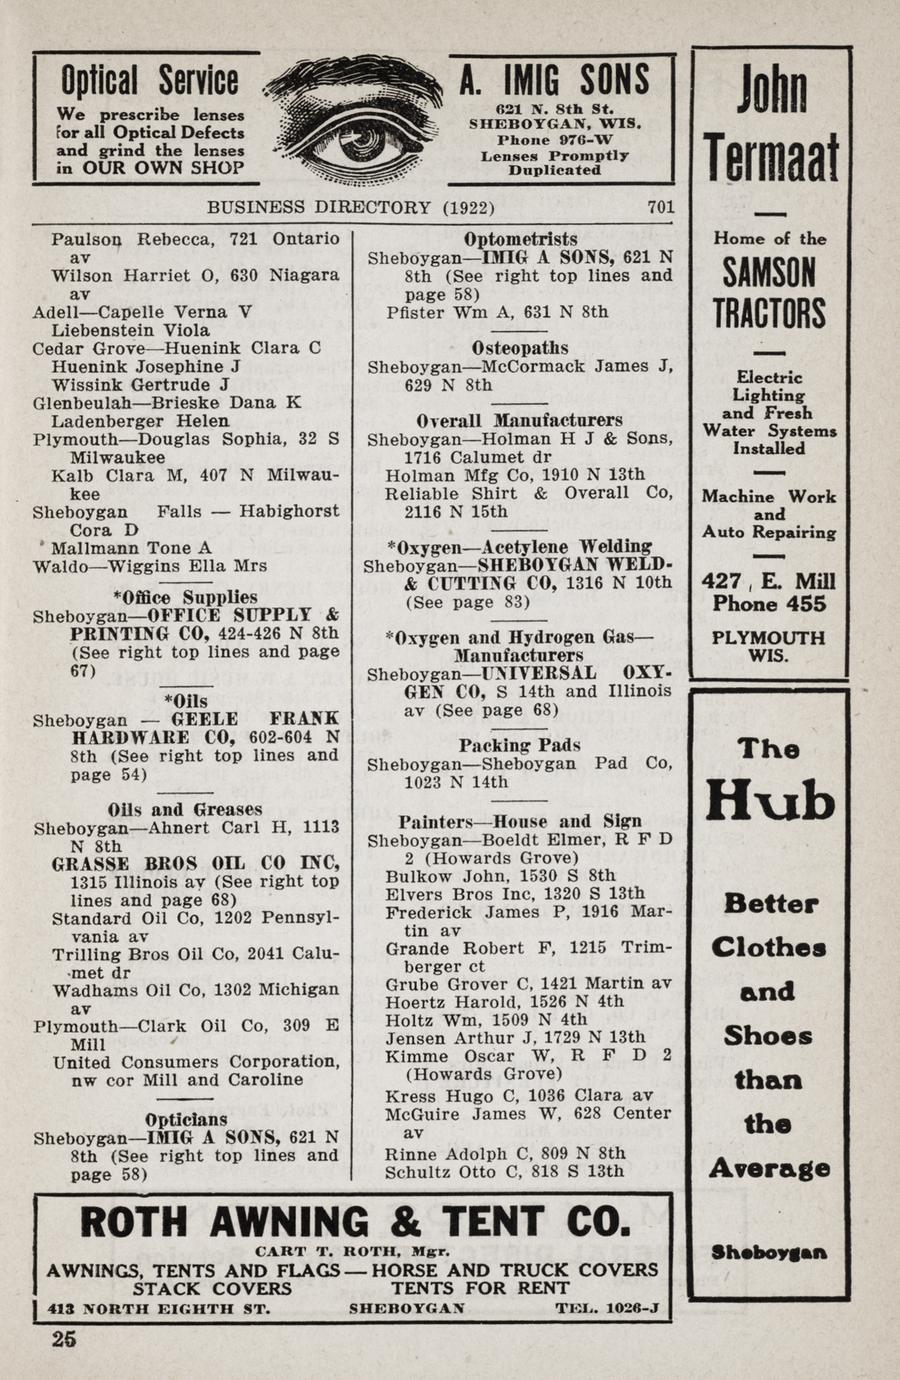 Optical Service
We prescribe lenses
for all Optical Defects
and grind the lenses
in OUR OWN SHOP
A. IMIG SONS
621 N. 8th St.
SHEBOYGAN, WIS.
Phone 976-W
Lenses Promptly
Duplicated
BUSINESS DIRECTORY (1922) 701
Paulson Rebecca, 721 Ontario
av
Wilson Harriet O, 630 Niagara
av
Adell—Capelle Verna V
Liebenstein Viola
Cedar Grove—Huenink Clara C
Huenink Josephine J
Wissink Gertrude J
Glenbeulah—Brieske Dana K
Ladenberger Helen
Plymouth—Douglas Sophia, 32 S
Milwaukee
Kalb Clara M, 407 N Milwau-
kee
Sheboygan Falls — Habighorst
Cora D
Mallmann Tone A
Waldo—Wiggins Ella Mrs
*Office Supplies
Sheboygan—OFFICE SUPPLY &
PRINTING CO, 424-426 N 8th
(See right top lines and page
67)
*Oils
Sheboygan — GEELE FRANK
HARDWARE CO, 602-604 N
8th (See right top lines and
page 54)
Oils and Greases
Sheboygan—Ahnert Carl H, 1113
N 8th
GRASSE BROS OIL CO INC,
1315 Illinois av (See right top
lines and page 68)
Standard Oil Co, 1202 Pennsyl-
vania av
Trilling Bros Oil Co, 2041 Calu-
met dr
Wadhams Oil Co, 1302 Michigan
av
Plymouth—Clark Oil Co, 309 E
Mill
United Consumers Corporation,
nw cor Mill and Caroline
Opticians
Sheboygan—IMIG A SONS, 621 N
8th (See right top lines and
page 58)
Optometrists
Sheboygan—IMIG A SONS, 621 N
8th (See right top lines and
page 58)
Pfister Wm A, 631 N 8th
Osteopaths
Sheboygan—McCormack James J,
629 N 8th
Overall Manufacturers
Sheboygan—Holman H J & Sons,
1716 Calumet dr
Holman Mfg Co, 1910 N 13th
Reliable Shirt & Overall Co,
2116 N 15th
*Oxygen—Acetylene Welding
Sheboygan—SHEBOYGAN WELD-
& CUTTING CO, 1316 N 10th
(See page 83)
*Oxygen and Hydrogen Gas—
Manufacturers
Sheboygan—UNIVERSAL OXY-
GEN CO, S 14th and Illinois
av (See page 68)
Packing Pads
Sheboygan—Sheboygan Pad Co,
1023 N 14th
Painters—House and Sign
Sheboygan—Boeldt Elmer, R F D
2 (Howards Grove)
Bulkow John, 1530 S 8th
Elvers Bros Inc, 1320 S 13th
Frederick James P, 1916 Mar-
tin av
Grande Robert F, 1215 Trim-
berger ct
Grube Grover C, 1421 Martin av
Hoertz Harold, 1526 N 4th
Holtz Wm, 1509 N 4th
Jensen Arthur J, 1729 N 13th
Kimme Oscar W, R F D 2
(Howards Grove)
Kress Hugo C, 1036 Clara av
McGuire James W, 628 Center
av
Rinne Adolph C, 809 N 8th
Schultz Otto C, 818 S 13th
John
Termaat
Home of the
SAMSON
TRACTORS
Electric
Lighting
and Fresh
Water Systems
Installed
Machine Work
and
Auto Repairing
427 E. Mill
Phone 455
PLYMOUTH
WIS.
The
Hub
Better
Clothes
and
Shoes
than
the
Average
Sheboygan
ROTH AWNING & TENT CO.
CART T. ROTH, Mgr.
AWNINGS, TENTS AND FLAGS — HORSE AND TRUCK COVERS
STACK COVERS TENTS FOR RENT
413 NORTH EIGHTH ST. SHEBOYGAN TEL. 1026-J
25